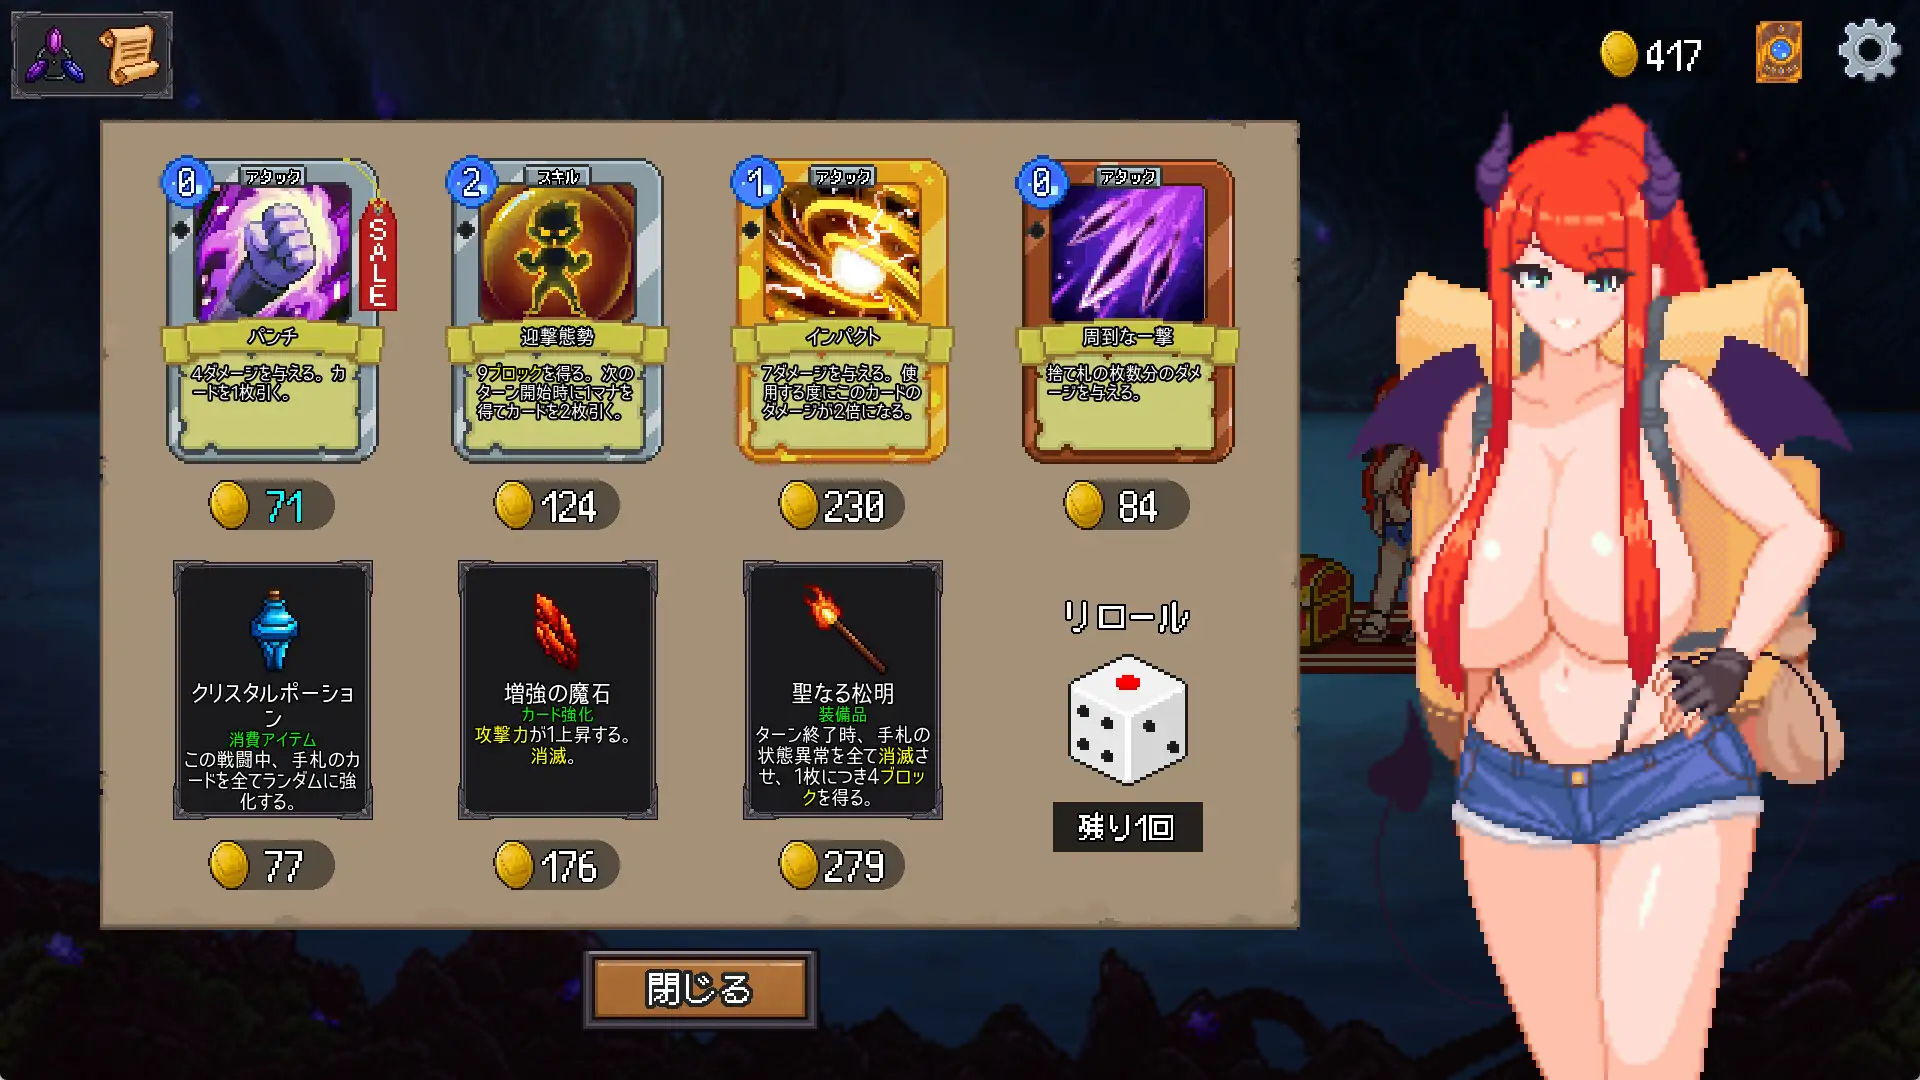 417
0
アタック
SALE
パンチ
4ダメージを与える。カ
ードを1枚引く。
71
2
スキル
迎撃態勢
9ブロックを得る。次の
ターン開始時に1マナを
得てカードを2枚引く。
124
1
アタック
インパクト
7ダメージを与える。使
用する度にこのカードの
ダメージが2倍になる。
230
0
アタック
周到な一撃
捨て札の枚数分のダメ
ージを与える。
84
クリスタルポーショ
ン
消費アイテム
この戦闘中、手札のカ
ードを全てランダムに強
化する。
77
増強の魔石
カード強化
攻撃力が1上昇する。
消滅。
176
聖なる松明
装備品
ターン終了時、手札の
状態異常を全て消滅さ
せ、1枚につき4ブロッ
クを得る。
279
リロール
残り1回
閉じる